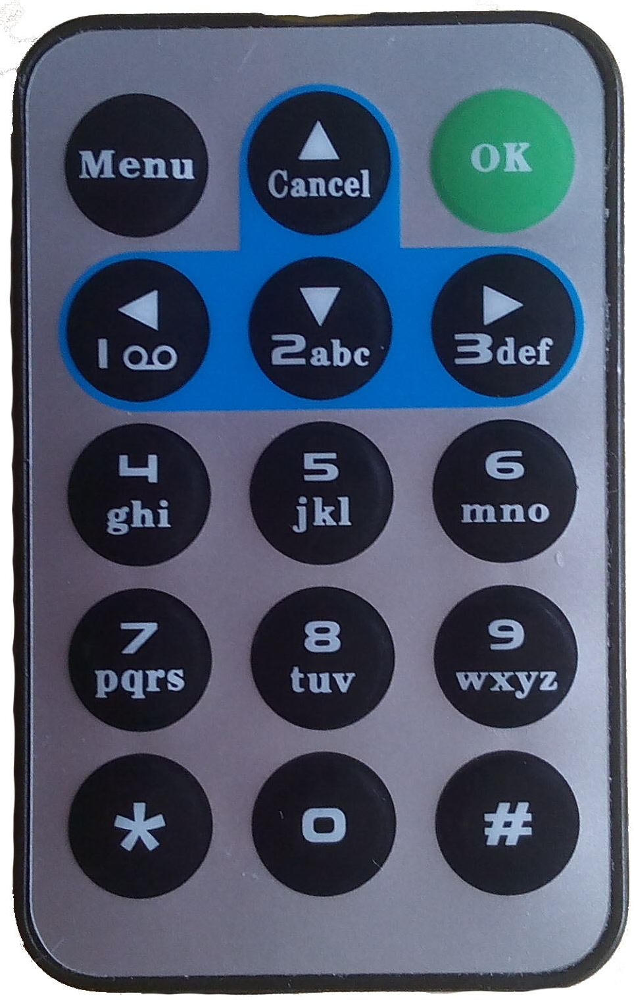 Menu
▲
Cancel
OK
◀
1 ​o​o
▼
2abc
▶
3def
4
ghi
5
jkl
6
mno
7
pqrs
8
tuv
9
wxyz
*
0
#